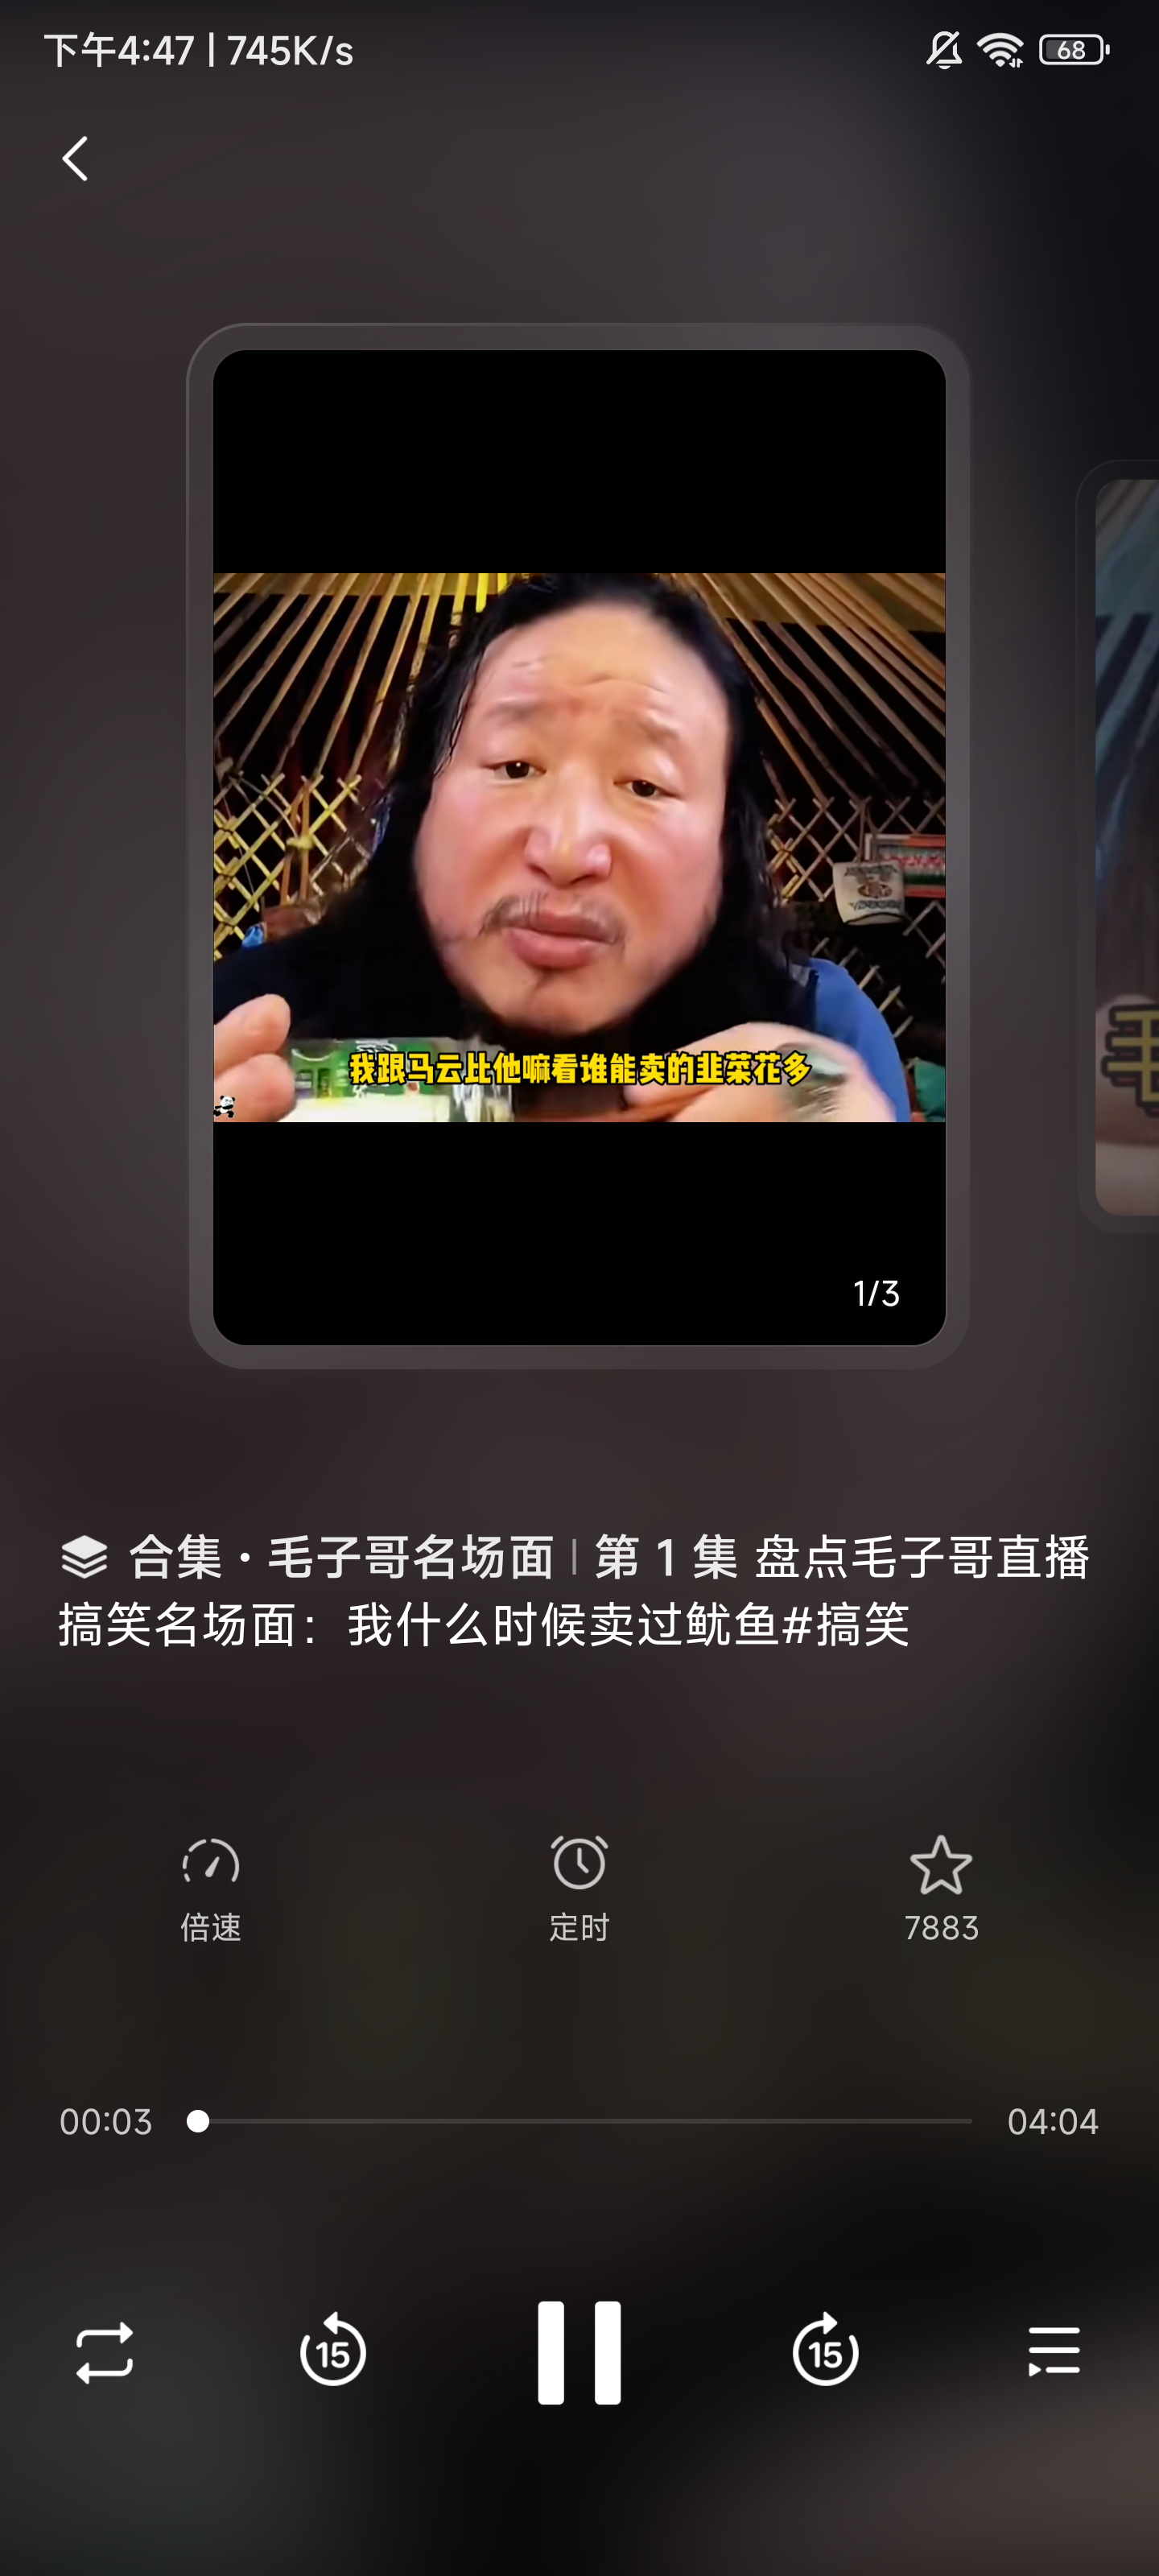 下午4:47 | 745K/s
68
我跟马云比他嘛看谁能卖的韭菜花多
毛
1/3
合集 · 毛子哥名场面 | 第 1 集 盘点毛子哥直播
搞笑名场面：我什么时候卖过鱿鱼#搞笑
倍速
定时
7883
00:03
04:04
15
15